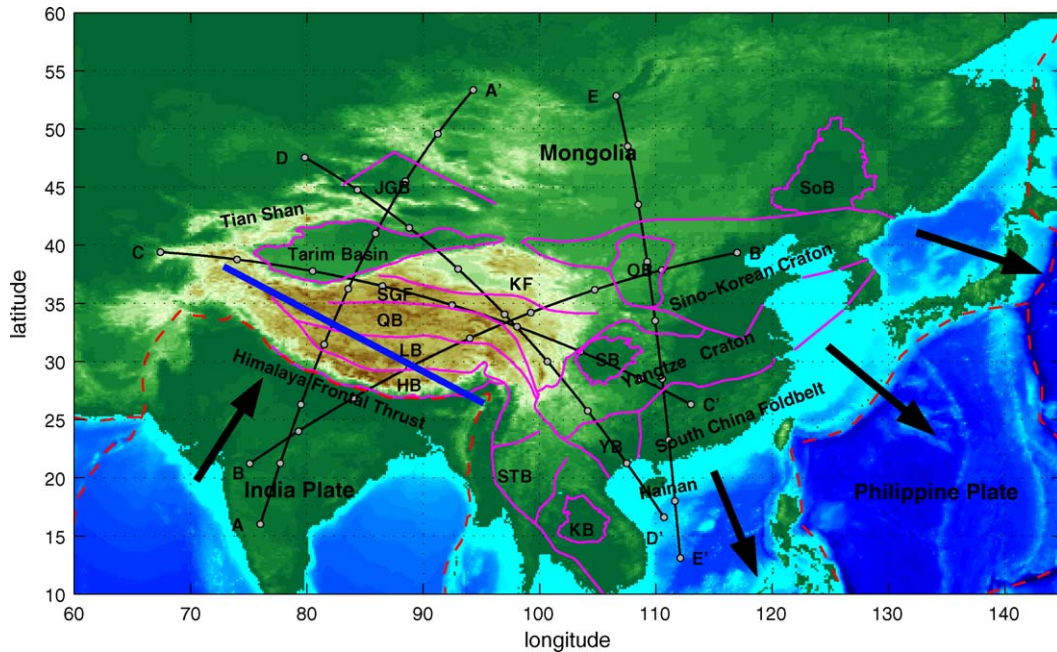 60
55
50
45
40
35
30
25
20
15
10
latitude
60
70
80
90
100
110
120
130
140
longitude
A'
E
Mongolia
D
JGB
SoB
Tian Shan
C
Tarim Basin
B'
OB
KF
Sino-Korean Craton
SGF
QB
LB
SB
Yangtze Craton
Himalaya Frontal Thrust
HB
C'
South China Foldbelt
YB
B
STB
India Plate
Hainan
Philippine Plate
A
KB
D'
E'